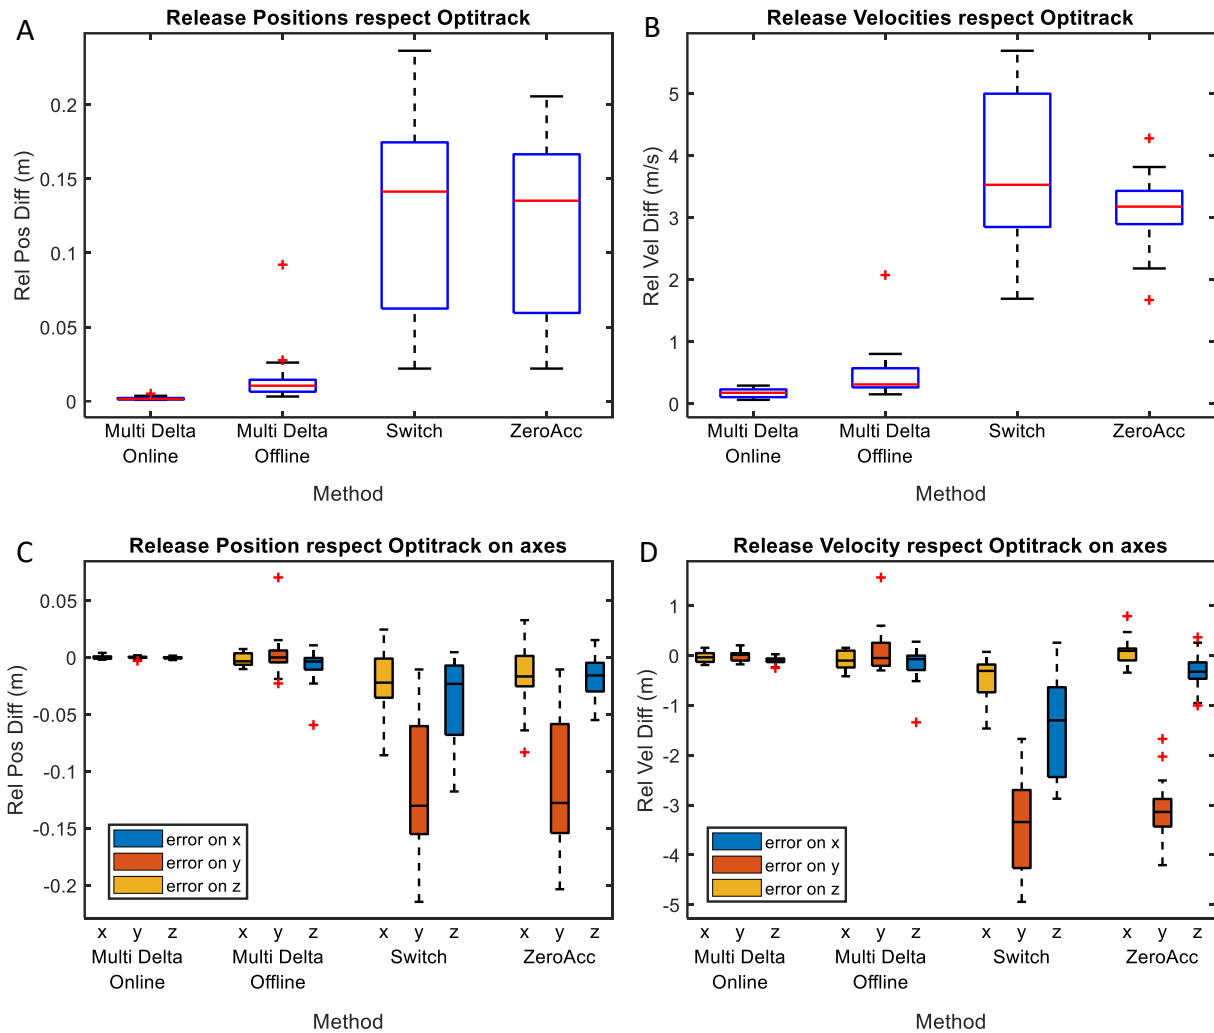 A
Release Positions respect Optitrack
Rel Pos Diff (m)
0.2
0.15
0.1
0.05
0
Multi Delta Online
Multi Delta Offline
Switch
ZeroAcc
Method
B
Release Velocities respect Optitrack
Rel Vel Diff (m/s)
5
4
3
2
1
0
Multi Delta Online
Multi Delta Offline
Switch
ZeroAcc
Method
C
Release Position respect Optitrack on axes
Rel Pos Diff (m)
0.05
0
-0.05
-0.1
-0.15
-0.2
error on x
error on y
error on z
x y z x y z x y z x y z
Multi Delta Online
Multi Delta Offline
Switch
ZeroAcc
Method
D
Release Velocity respect Optitrack on axes
Rel Vel Diff (m)
1
0
-1
-2
-3
-4
-5
error on x
error on y
error on z
x y z x y z x y z x y z
Multi Delta Online
Multi Delta Offline
Switch
ZeroAcc
Method